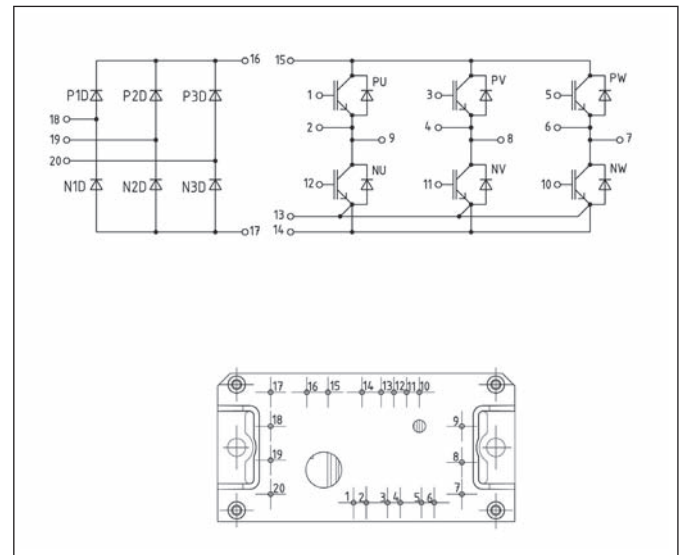 16 15
PU PV PW
P1D P2D P3D 1 3 5
18
2 9 4 8 6 7
19
20
N1D N2D N3D NU NV NW
12 11 10
13
17 14
17 16 15 14 13 12 11 10
18 9
19 8
20 7
1 2 3 4 5 6